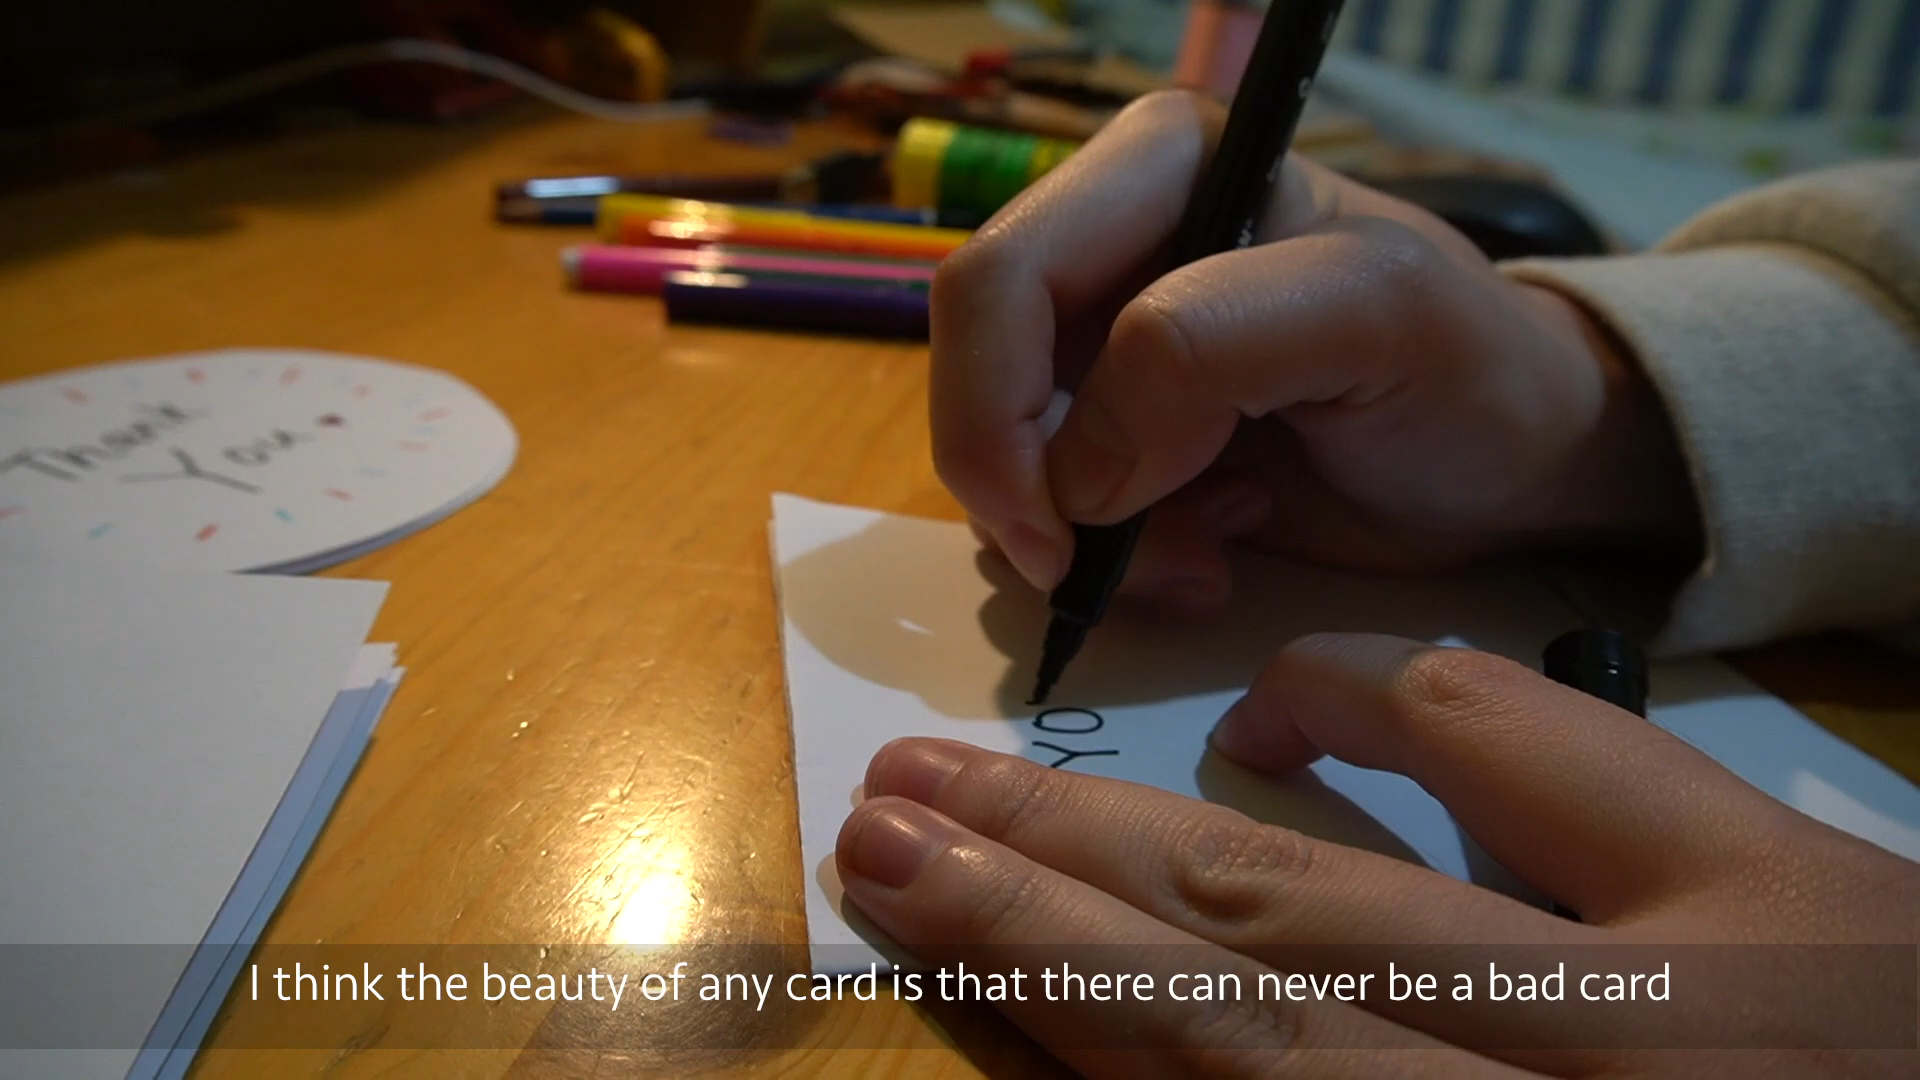 Thank
You
YO
I think the beauty of any card is that there can never be a bad card